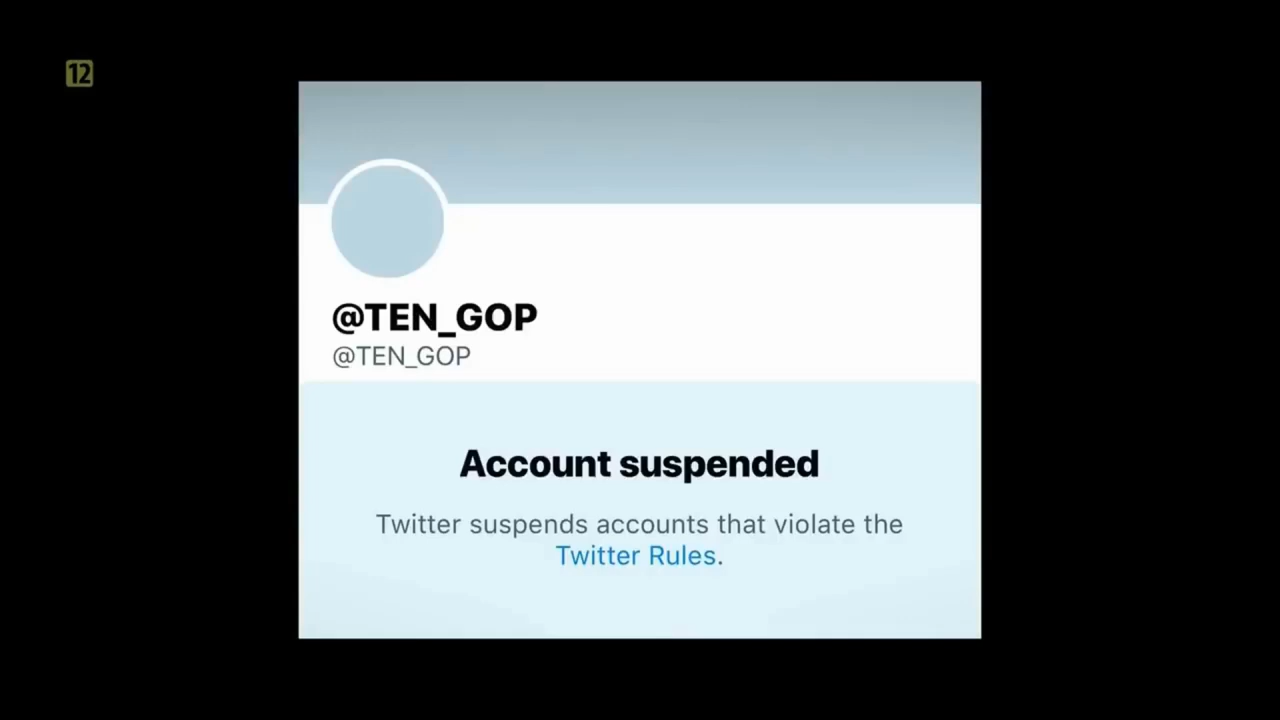 12
@TEN_GOP
@TEN_GOP
Account suspended
Twitter suspends accounts that violate the
Twitter Rules.